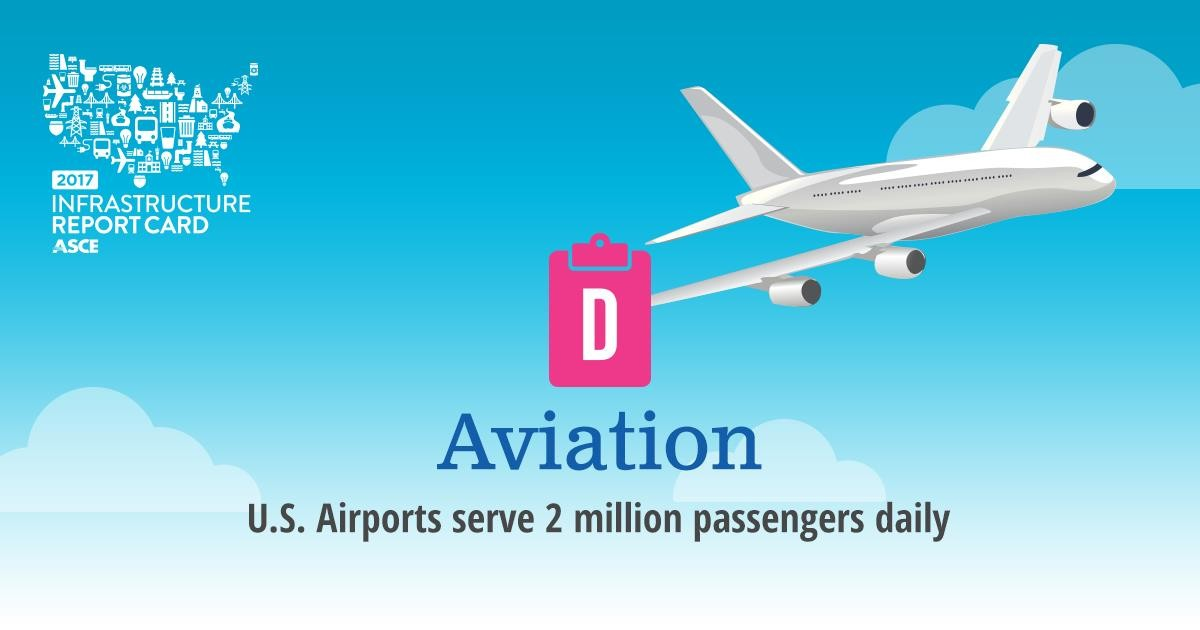 2017
INFRASTRUCTURE
REPORT CARD
ASCE
D
Aviation
U.S. Airports serve 2 million passengers daily